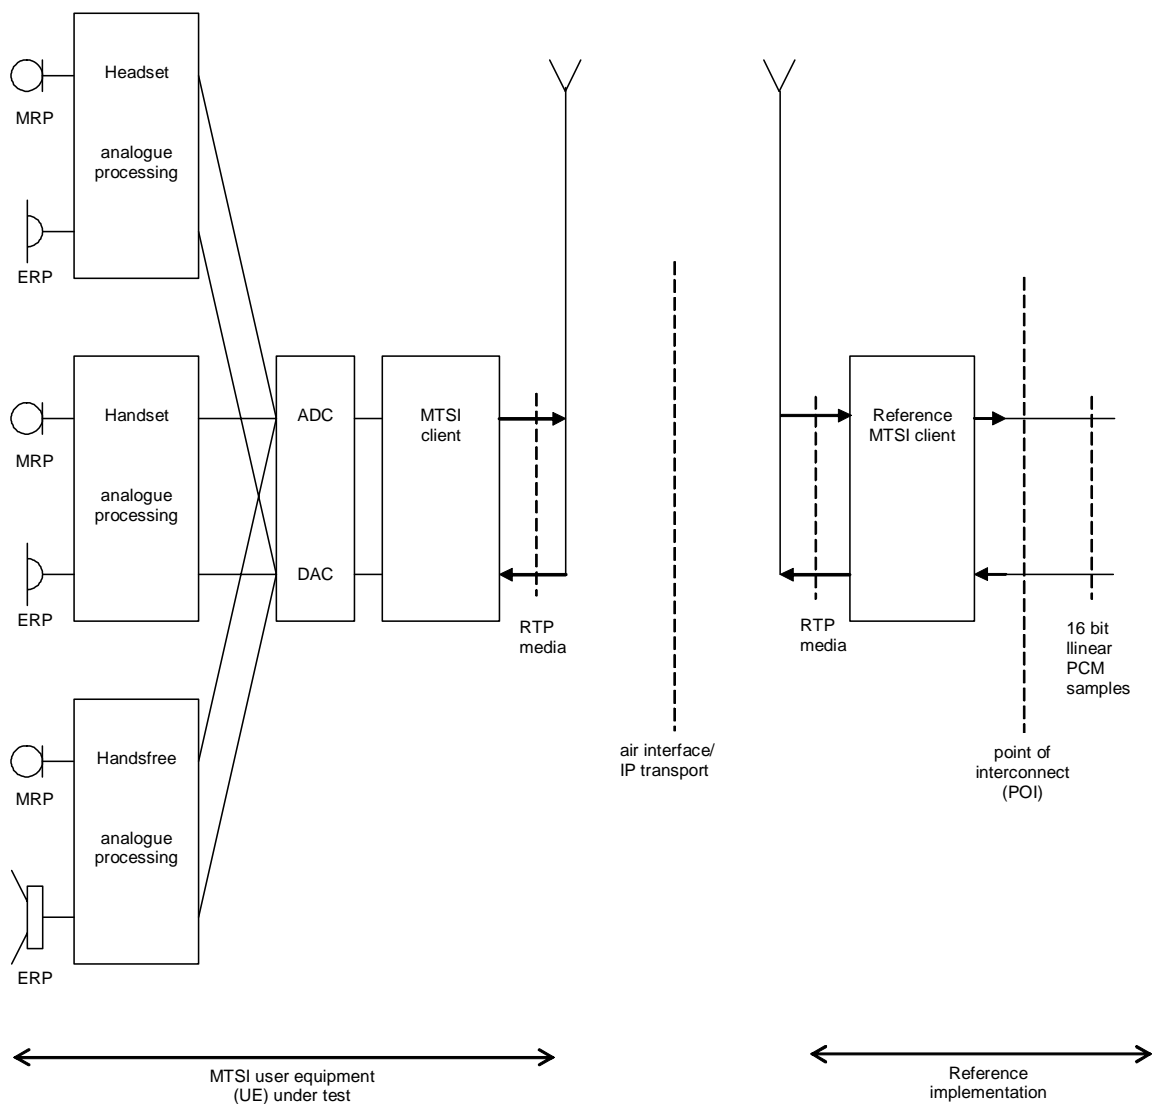 Headset
MRP
analogue
processing
ERP
Handset
MRP
analogue
processing
ERP
Handsfree
MRP
analogue
processing
ERP
ADC
DAC
MTSI
client
RTP
media
air interface/
IP transport
RTP
media
Reference
MTSI client
point of
interconnect
(POI)
16 bit
llinear
PCM
samples
MTSI user equipment
(UE) under test
Reference
implementation